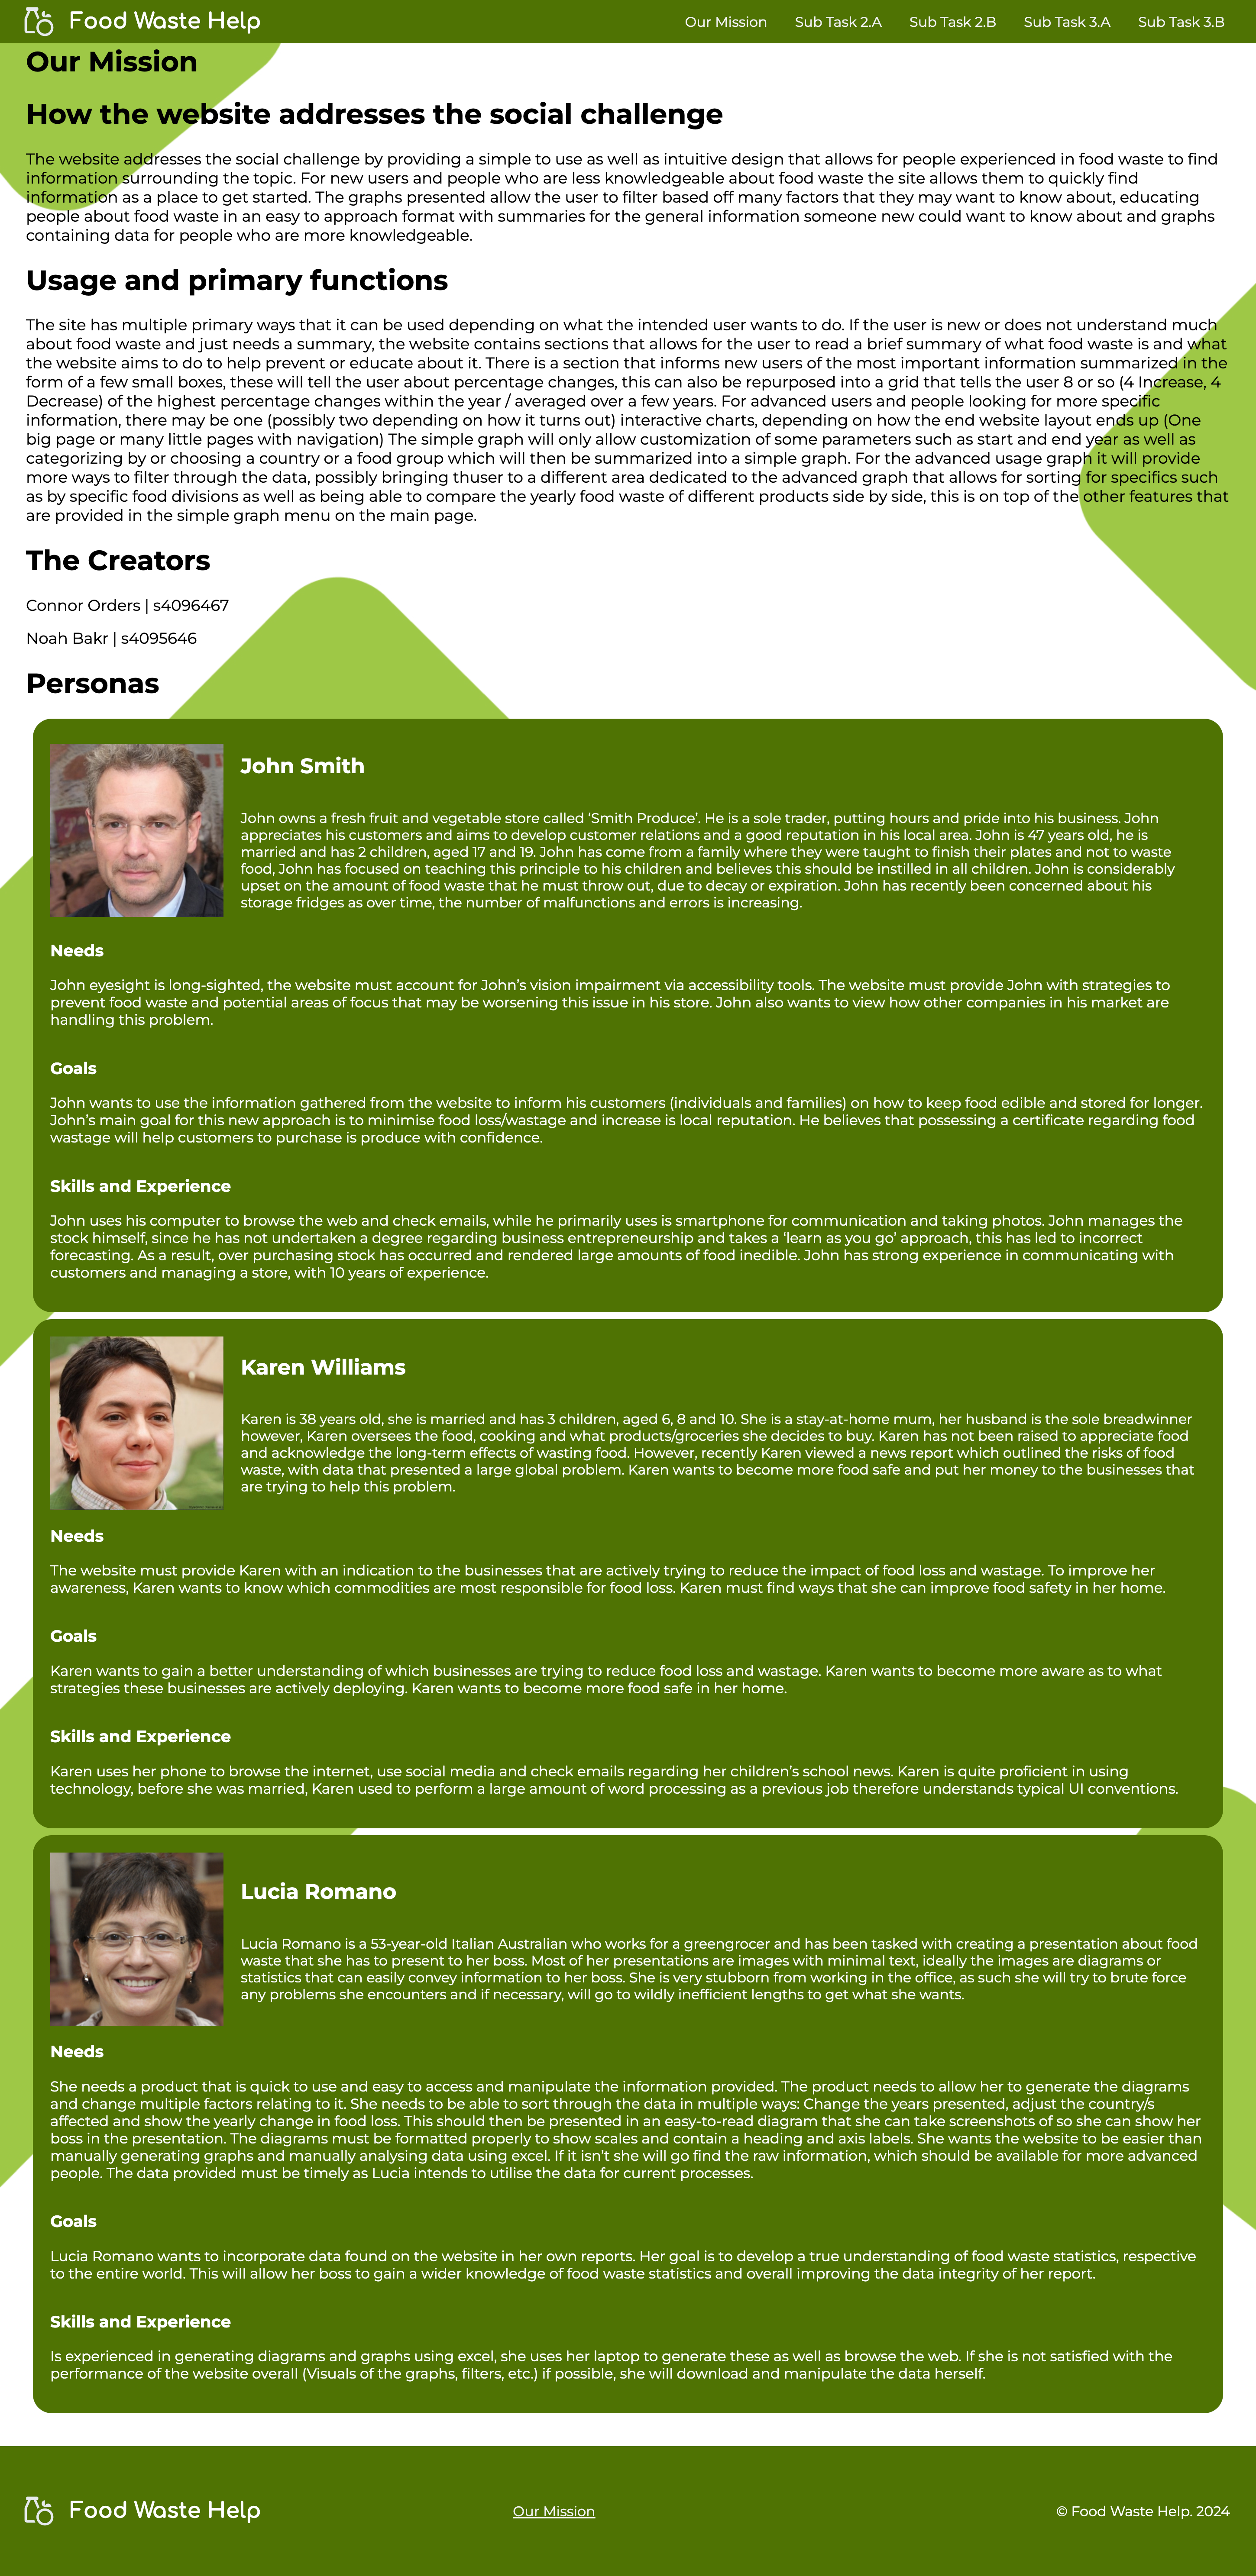 Food Waste Help
Our Mission
Sub Task 2.A
Sub Task 2.B
Sub Task 3.A
Sub Task 3.B
Our Mission
How the website addresses the social challenge
The website addresses the social challenge by providing a simple to use as well as intuitive design that allows for people experienced in food waste to find
information surrounding the topic. For new users and people who are less knowledgeable about food waste the site allows them to quickly find
information as a place to get started. The graphs presented allow the user to filter based off many factors that they may want to know about, educating
people about food waste in an easy to approach format with summaries for the general information someone new could want to know about and graphs
containing data for people who are more knowledgeable.
Usage and primary functions
The site has multiple primary ways that it can be used depending on what the intended user wants to do. If the user is new or does not understand much
about food waste and just needs a summary, the website contains sections that allows for the user to read a brief summary of what food waste is and what
the website aims to do to help prevent or educate about it.There is a section that informs new users of the most important information summarized in the
form of a few small boxes, these will tell the user about percentage changes, this can also be repurposed into a grid that tells the user 8 or so (4 Increase, 4
Decrease) of the highest percentage changes within the year / averaged over a few years. For advanced users and people looking for more specific
information, there may be one (possibly two depending on how it turns out) interactive charts, depending on how the end website layout ends up (One
big page or many little pages with navigation) The simple graph will only allow customization of some parameters such as start and end year as well as
categorizing by or choosing a country or a food group which will then be summarized into a simple graph. For the advanced usage graph it will provide
more ways to filter through the data, possibly bringing thuser to a different area dedicated to the advanced graph that allows for sorting for specifics such
as by specific food divisions as well as being able to compare the yearly food waste of different products side by side, this is on top of the other features that
are provided in the simple graph menu on the main page.
The Creators
Connor Orders | s4096467
Noah Bakr | s4095646
Personas
John Smith
John owns a fresh fruit and vegetable store called ‘Smith Produce’. He is a sole trader, putting hours and pride into his business. John
appreciates his customers and aims to develop customer relations and a good reputation in his local area. John is 47 years old, he is
married and has 2 children, aged 17 and 19. John has come from a family where they were taught to finish their plates and not to waste
food, John has focused on teaching this principle to his children and believes this should be instilled in all children. John is considerably
upset on the amount of food waste that he must throw out, due to decay or expiration. John has recently been concerned about his
storage fridges as over time, the number of malfunctions and errors is increasing.
Needs
John eyesight is long-sighted, the website must account for John’s vision impairment via accessibility tools. The website must provide John with strategies to
prevent food waste and potential areas of focus that may be worsening this issue in his store. John also wants to view how other companies in his market are
handling this problem.
Goals
John wants to use the information gathered from the website to inform his customers (individuals and families) on how to keep food edible and stored for longer.
John’s main goal for this new approach is to minimise food loss/wastage and increase is local reputation. He believes that possessing a certificate regarding food
wastage will help customers to purchase is produce with confidence.
Skills and Experience
John uses his computer to browse the web and check emails, while he primarily uses is smartphone for communication and taking photos. John manages the
stock himself, since he has not undertaken a degree regarding business entrepreneurship and takes a ‘learn as you go’ approach, this has led to incorrect
forecasting. As a result, over purchasing stock has occurred and rendered large amounts of food inedible. John has strong experience in communicating with
customers and managing a store, with 10 years of experience.
Karen Williams
Karen is 38 years old, she is married and has 3 children, aged 6, 8 and 10. She is a stay-at-home mum, her husband is the sole breadwinner
however, Karen oversees the food, cooking and what products/groceries she decides to buy. Karen has not been raised to appreciate food
and acknowledge the long-term effects of wasting food. However, recently Karen viewed a news report which outlined the risks of food
waste, with data that presented a large global problem. Karen wants to become more food safe and put her money to the businesses that
are trying to help this problem.
Needs
The website must provide Karen with an indication to the businesses that are actively trying to reduce the impact of food loss and wastage. To improve her
awareness, Karen wants to know which commodities are most responsible for food loss. Karen must find ways that she can improve food safety in her home.
Goals
Karen wants to gain a better understanding of which businesses are trying to reduce food loss and wastage. Karen wants to become more aware as to what
strategies these businesses are actively deploying. Karen wants to become more food safe in her home.
Skills and Experience
Karen uses her phone to browse the internet, use social media and check emails regarding her children’s school news. Karen is quite proficient in using
technology, before she was married, Karen used to perform a large amount of word processing as a previous job therefore understands typical UI conventions.
Lucia Romano
Lucia Romano is a 53-year-old Italian Australian who works for a greengrocer and has been tasked with creating a presentation about food
waste that she has to present to her boss. Most of her presentations are images with minimal text, ideally the images are diagrams or
statistics that can easily convey information to her boss. She is very stubborn from working in the office, as such she will try to brute force
any problems she encounters and if necessary, will go to wildly inefficient lengths to get what she wants.
Needs
She needs a product that is quick to use and easy to access and manipulate the information provided. The product needs to allow her to generate the diagrams
and change multiple factors relating to it. She needs to be able to sort through the data in multiple ways: Change the years presented, adjust the country/s
affected and show the yearly change in food loss. This should then be presented in an easy-to-read diagram that she can take screenshots of so she can show her
boss in the presentation. The diagrams must be formatted properly to show scales and contain a heading and axis labels. She wants the website to be easier than
manually generating graphs and manually analysing data using excel. If it isn’t she will go find the raw information, which should be available for more advanced
people. The data provided must be timely as Lucia intends to utilise the data for current processes.
Goals
Lucia Romano wants to incorporate data found on the website in her own reports. Her goal is to develop a true understanding of food waste statistics, respective
to the entire world. This will allow her boss to gain a wider knowledge of food waste statistics and overall improving the data integrity of her report.
Skills and Experience
Is experienced in generating diagrams and graphs using excel, she uses her laptop to generate these as well as browse the web. If she is not satisfied with the
performance of the website overall (Visuals of the graphs, filters, etc.) if possible, she will download and manipulate the data herself.
Food Waste Help
Our Mission
© Food Waste Help. 2024